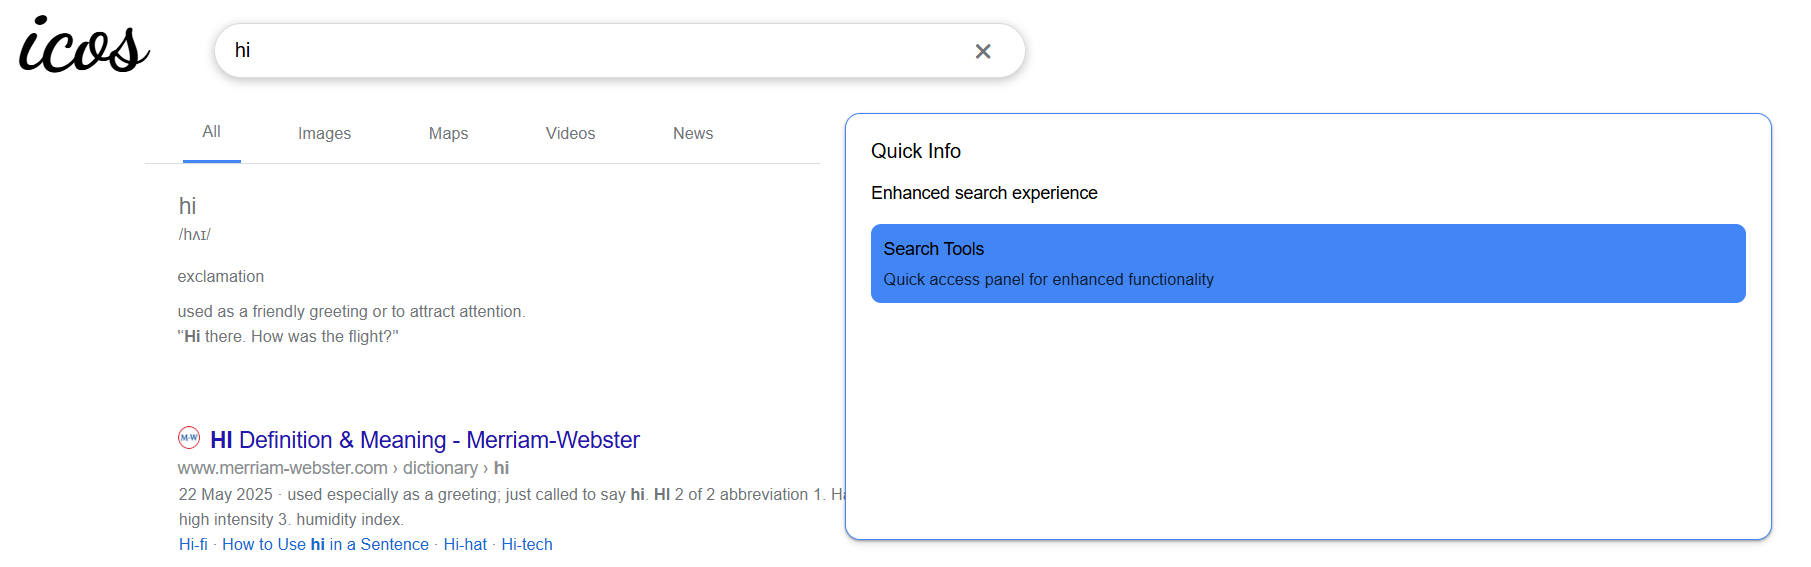 icos
hi
All
Images
Maps
Videos
News
hi
/hʌɪ/
exclamation
used as a friendly greeting or to attract attention.
"Hi there. How was the flight?"
HI Definition & Meaning - Merriam-Webster
www.merriam-webster.com › dictionary › hi
22 May 2025 · used especially as a greeting; just called to say hi. HI 2 of 2 abbreviation 1.
high intensity 3. humidity index.
Hi-fi · How to Use hi in a Sentence · Hi-hat · Hi-tech
Quick Info
Enhanced search experience
Search Tools
Quick access panel for enhanced functionality